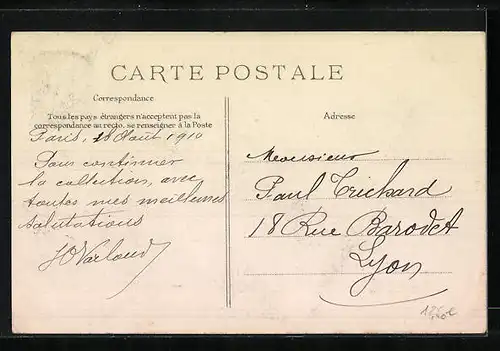 CARTE POSTALE
Correspondance
Tous les pays étrangers n'acceptent pas la
correspondance au recto, se renseigner à la Poste
Paris, 28 Août 1910
Pour continuer
la collection, avec
toutes mes meilleures
salutations
Adresse
Monsieur
Paul Trichard
18 Rue Barodet
Lyon